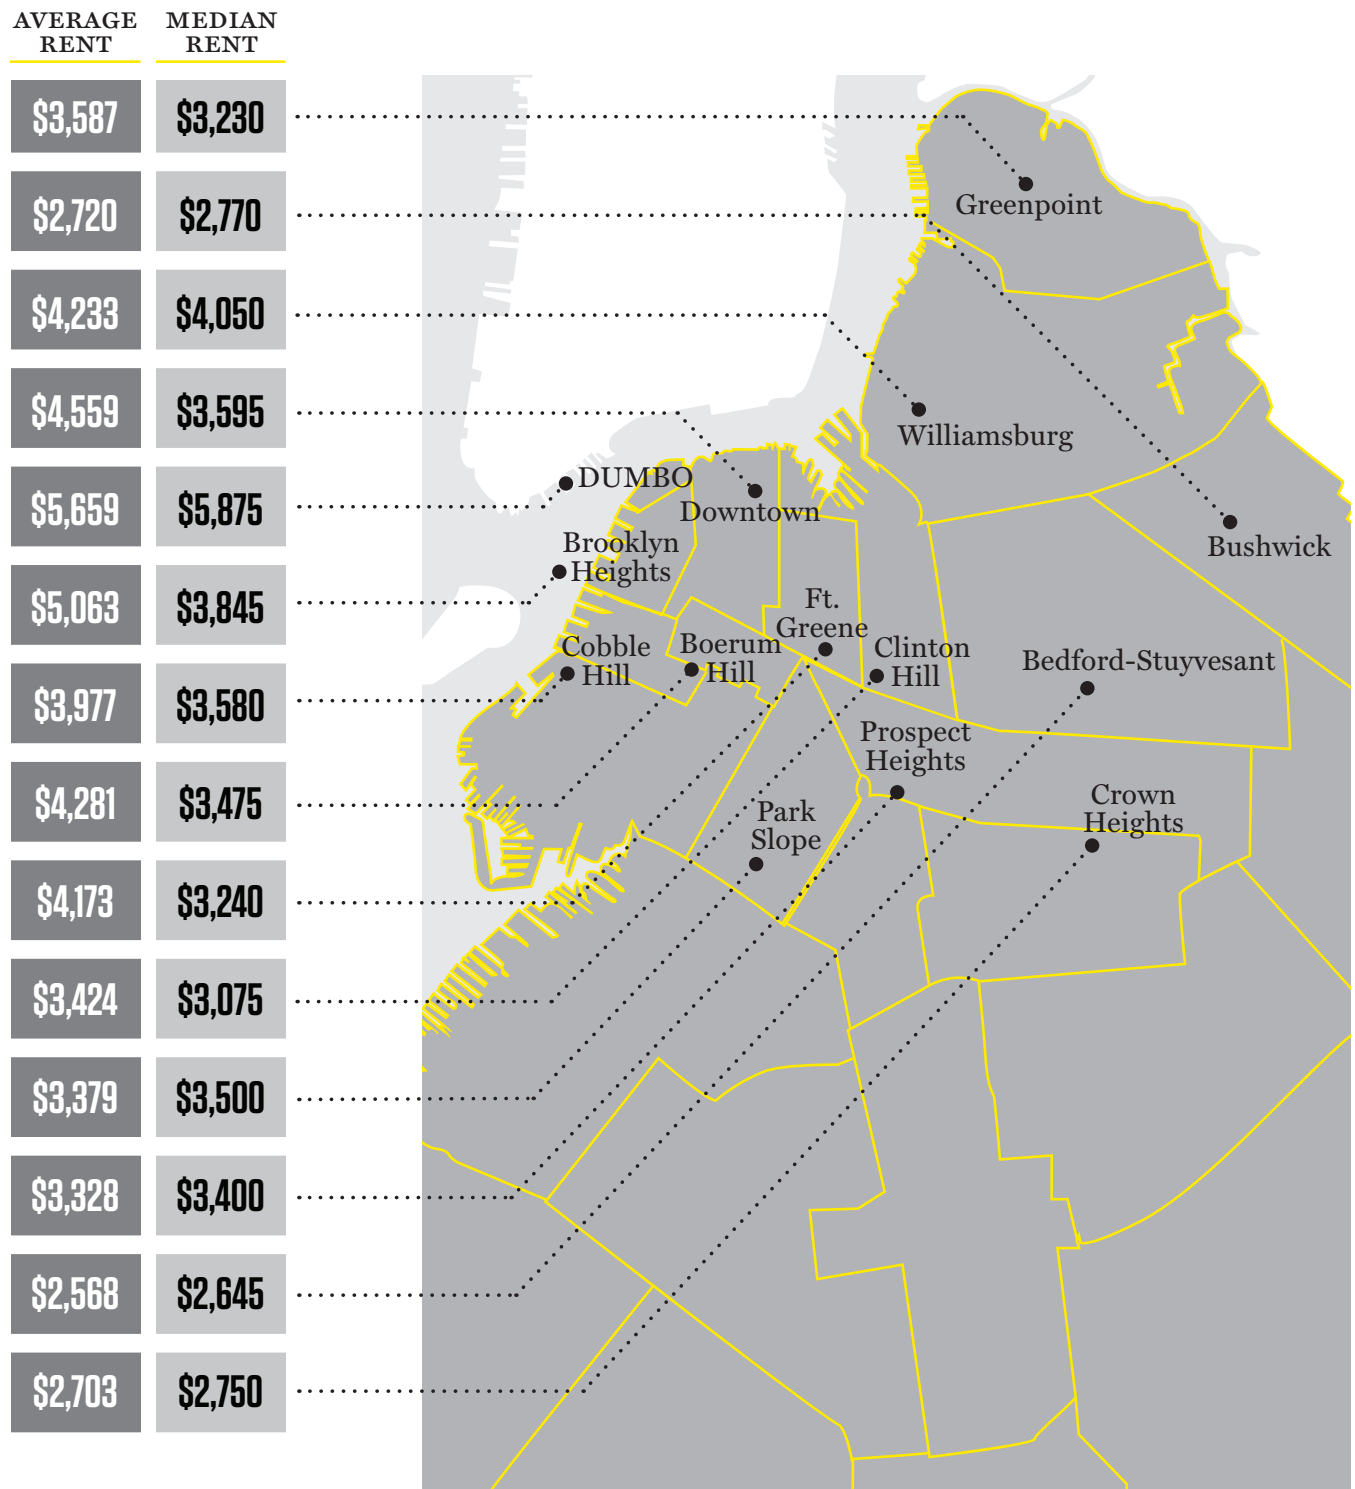 AVERAGE
RENT
MEDIAN
RENT
$3,587 $3,230
$2,720 $2,770
$4,233 $4,050
$4,559 $3,595
$5,659 $5,875
$5,063 $3,845
$3,977 $3,580
$4,281 $3,475
$4,173 $3,240
$3,424 $3,075
$3,379 $3,500
$3,328 $3,400
$2,568 $2,645
$2,703 $2,750
Greenpoint
Williamsburg
DUMBO
Downtown
Bushwick
Brooklyn
Heights
Ft.
Greene
Cobble
Hill
Boerum
Hill
Clinton
Hill
Bedford-Stuyvesant
Prospect
Heights
Park
Slope
Crown
Heights